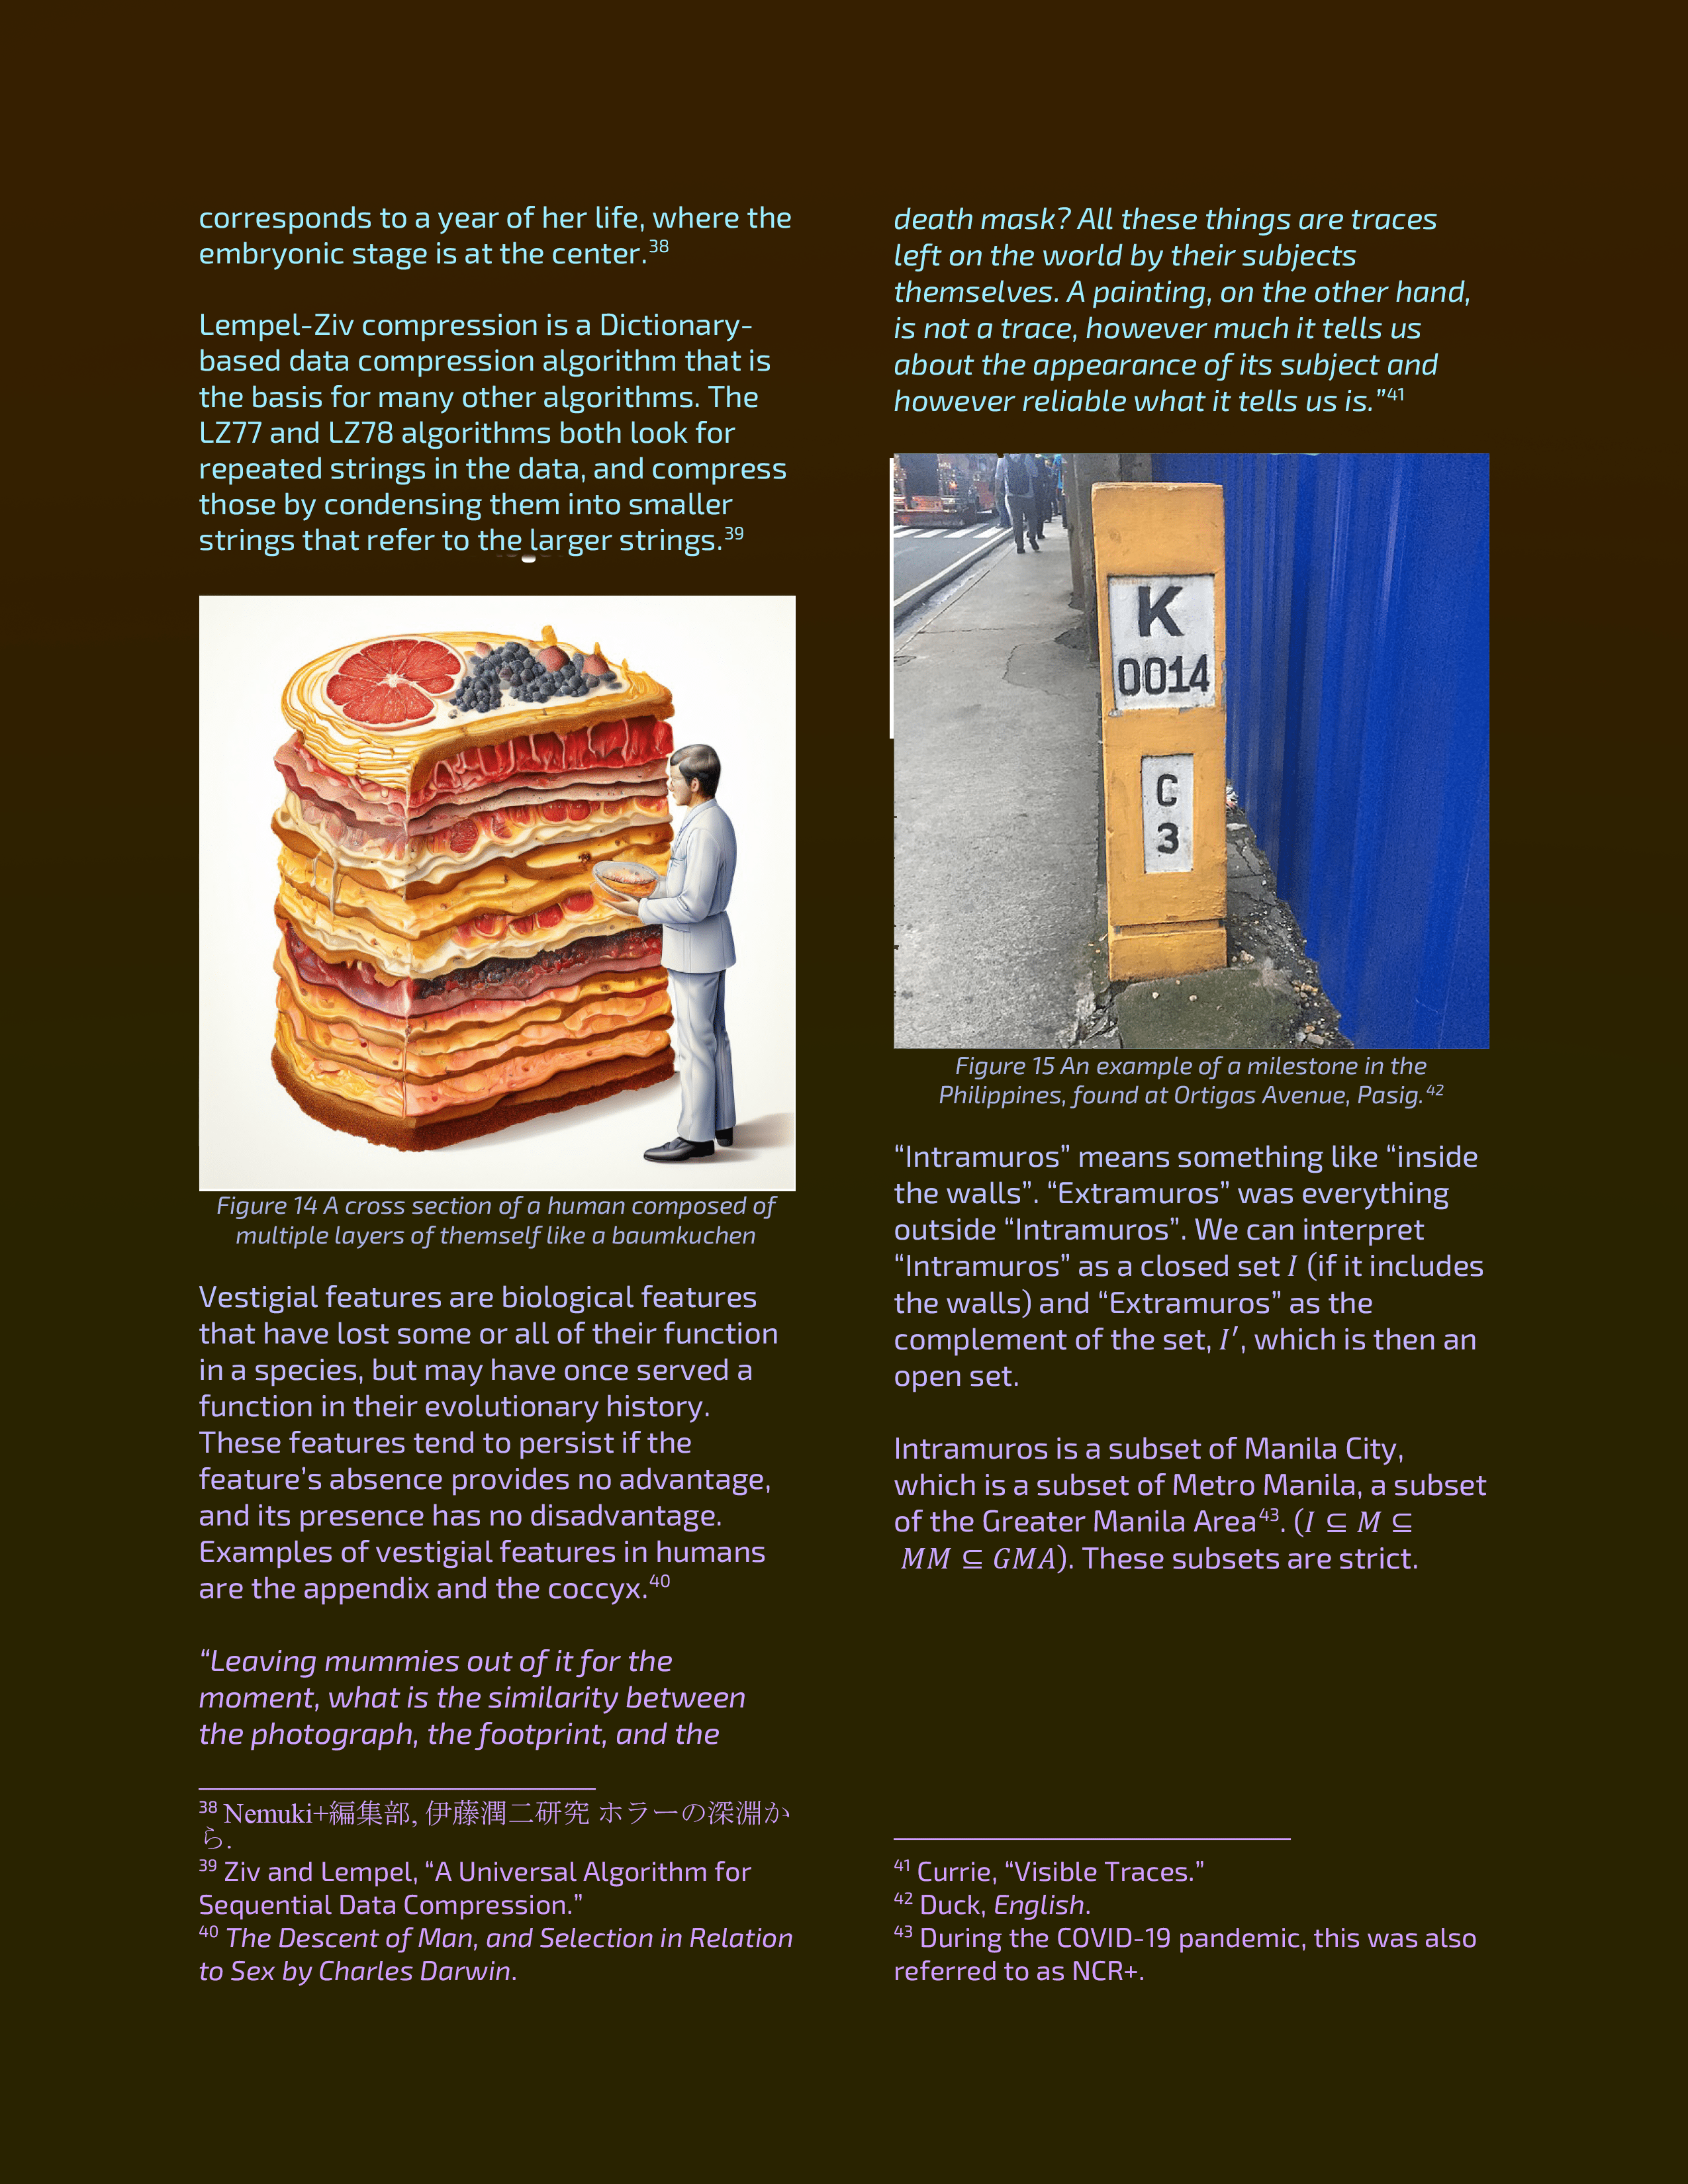 corresponds to a year of her life, where the
embryonic stage is at the center.38
Lempel-Ziv compression is a Dictionary-
based data compression algorithm that is
the basis for many other algorithms. The
LZ77 and LZ78 algorithms both look for
repeated strings in the data, and compress
those by condensing them into smaller
strings that refer to the larger strings.39
Figure 14 A cross section of a human composed of
multiple layers of themself like a baumkuchen
Vestigial features are biological features
that have lost some or all of their function
in a species, but may have once served a
function in their evolutionary history.
These features tend to persist if the
feature’s absence provides no advantage,
and its presence has no disadvantage.
Examples of vestigial features in humans
are the appendix and the coccyx.40
“Leaving mummies out of it for the
moment, what is the similarity between
the photograph, the footprint, and the
38 Nemuki+編集部, 伊藤潤二研究 ホラーの深淵か
ら.
39 Ziv and Lempel, “A Universal Algorithm for
Sequential Data Compression.”
40 The Descent of Man, and Selection in Relation
to Sex by Charles Darwin.
death mask? All these things are traces
left on the world by their subjects
themselves. A painting, on the other hand,
is not a trace, however much it tells us
about the appearance of its subject and
however reliable what it tells us is.”41
K
0014
C
3
Figure 15 An example of a milestone in the
Philippines, found at Ortigas Avenue, Pasig.42
“Intramuros” means something like “inside
the walls”. “Extramuros” was everything
outside “Intramuros”. We can interpret
“Intramuros” as a closed set I (if it includes
the walls) and “Extramuros” as the
complement of the set, I′, which is then an
open set.
Intramuros is a subset of Manila City,
which is a subset of Metro Manila, a subset
of the Greater Manila Area43. (I ⊆ M ⊆
MM ⊆ GMA). These subsets are strict.
41 Currie, “Visible Traces.”
42 Duck, English.
43 During the COVID-19 pandemic, this was also
referred to as NCR+.